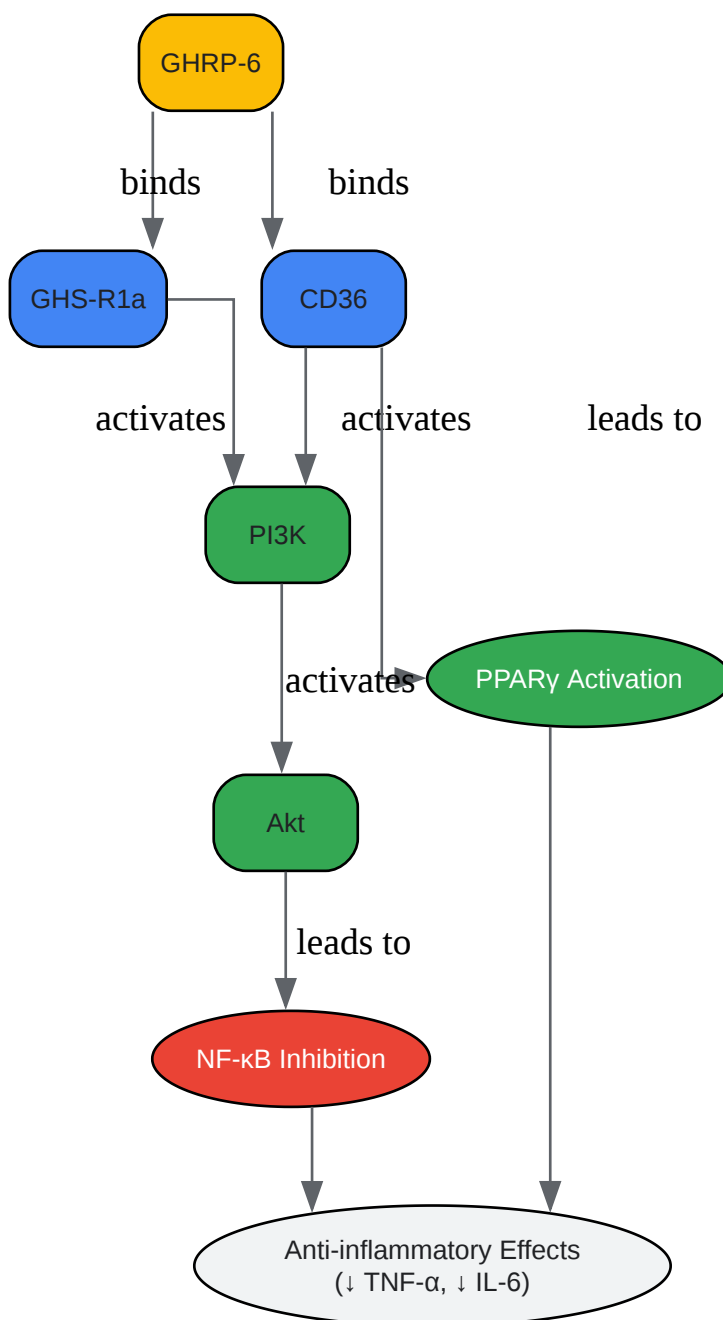 GHRP-6
binds
binds
GHS-R1a
CD36
activates
activates
leads to
PI3K
activates
PPARγ Activation
Akt
leads to
NF-κB Inhibition
Anti-inflammatory Effects
(↓ TNF-α, ↓ IL-6)